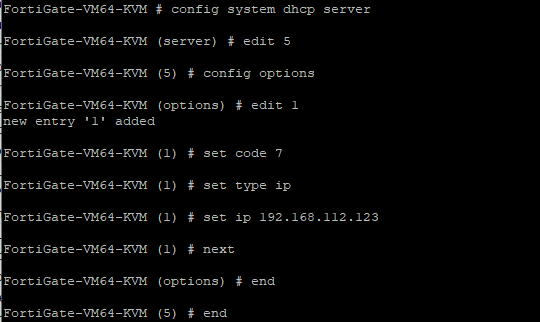 FortiGate-VM64-KVM # config system dhcp server
FortiGate-VM64-KVM (server) # edit 5
FortiGate-VM64-KVM (5) # config options
FortiGate-VM64-KVM (options) # edit 1
new entry '1' added
FortiGate-VM64-KVM (1) # set code 7
FortiGate-VM64-KVM (1) # set type ip
FortiGate-VM64-KVM (1) # set ip 192.168.112.123
FortiGate-VM64-KVM (1) # next
FortiGate-VM64-KVM (options) # end
FortiGate-VM64-KVM (5) # end